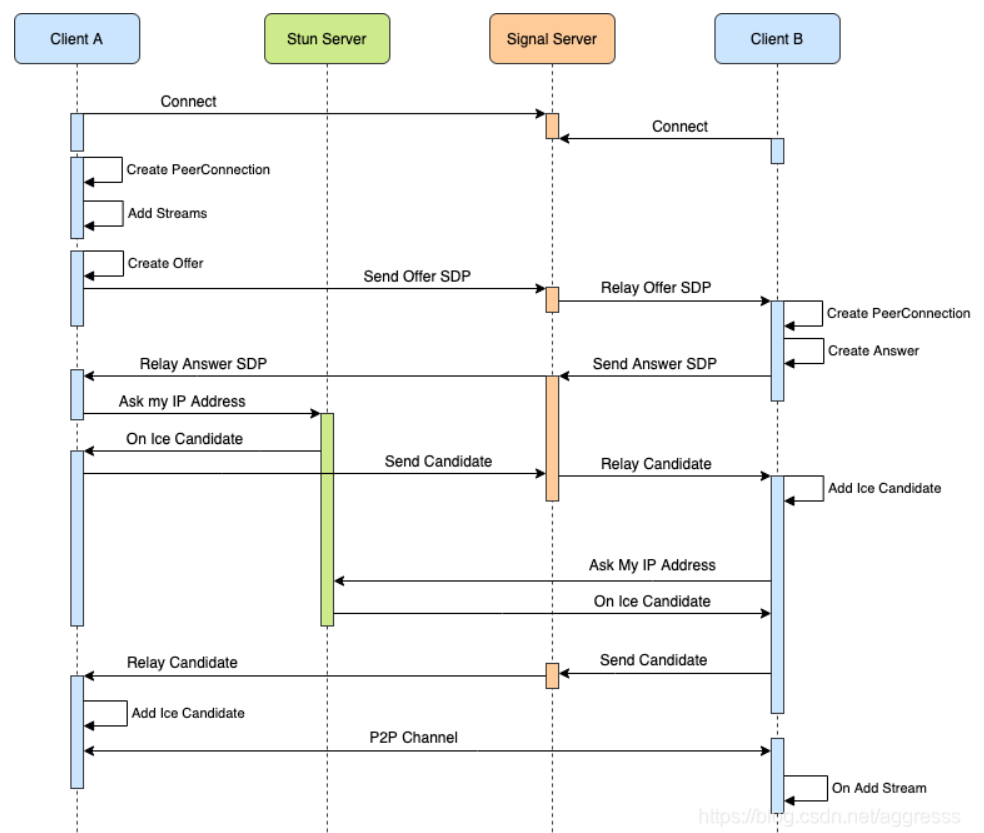 Client A
Stun Server
Signal Server
Client B
Connect
Connect
Create PeerConnection
Add Streams
Create Offer
Send Offer SDP
Relay Offer SDP
Create PeerConnection
Create Answer
Relay Answer SDP
Send Answer SDP
Ask my IP Address
On Ice Candidate
Send Candidate
Relay Candidate
Add Ice Candidate
Ask My IP Address
On Ice Candidate
Relay Candidate
Send Candidate
Add Ice Candidate
P2P Channel
On Add Stream
https://blog.csdn.net/aggresss